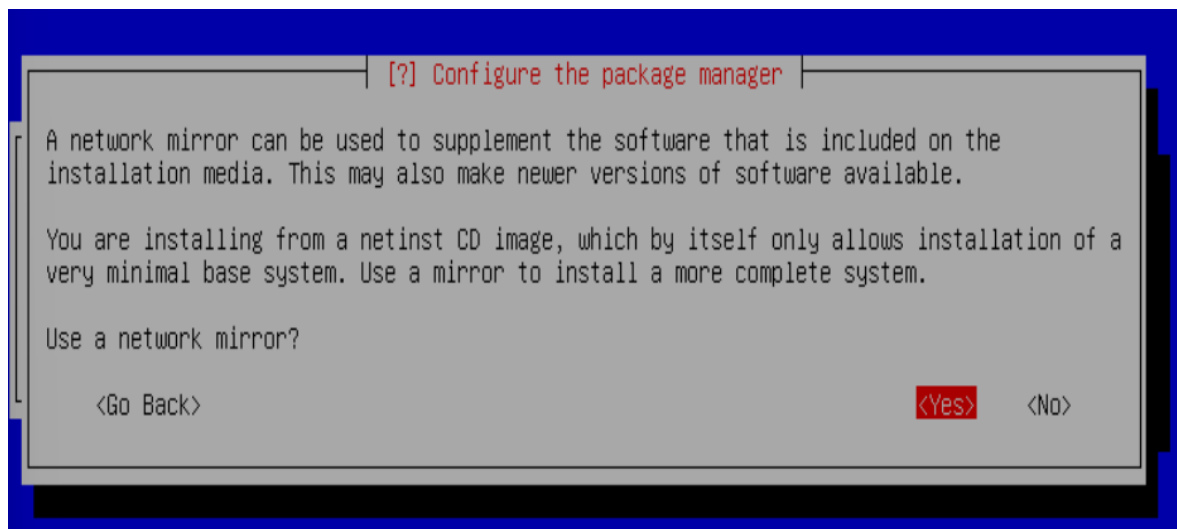 [?] Configure the package manager
A network mirror can be used to supplement the software that is included on the
installation media. This may also make newer versions of software available.
You are installing from a netinst CD image, which by itself only allows installation of a
very minimal base system. Use a mirror to install a more complete system.
Use a network mirror?
<Go Back> <Yes> <No>